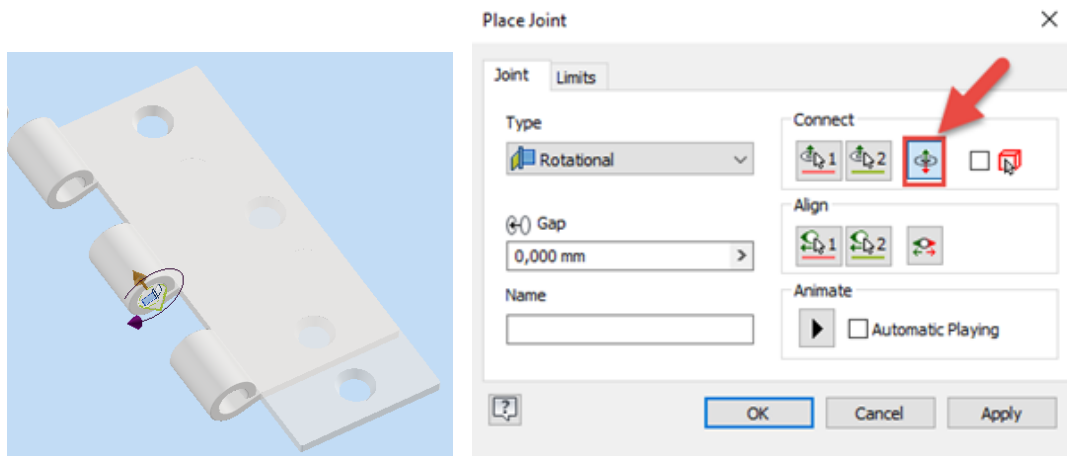 Place Joint
Joint
Limits
Type
Rotational
Gap
0,000 mm
Name
Connect
1
2
Align
1
2
Animate
Automatic Playing
?
OK
Cancel
Apply